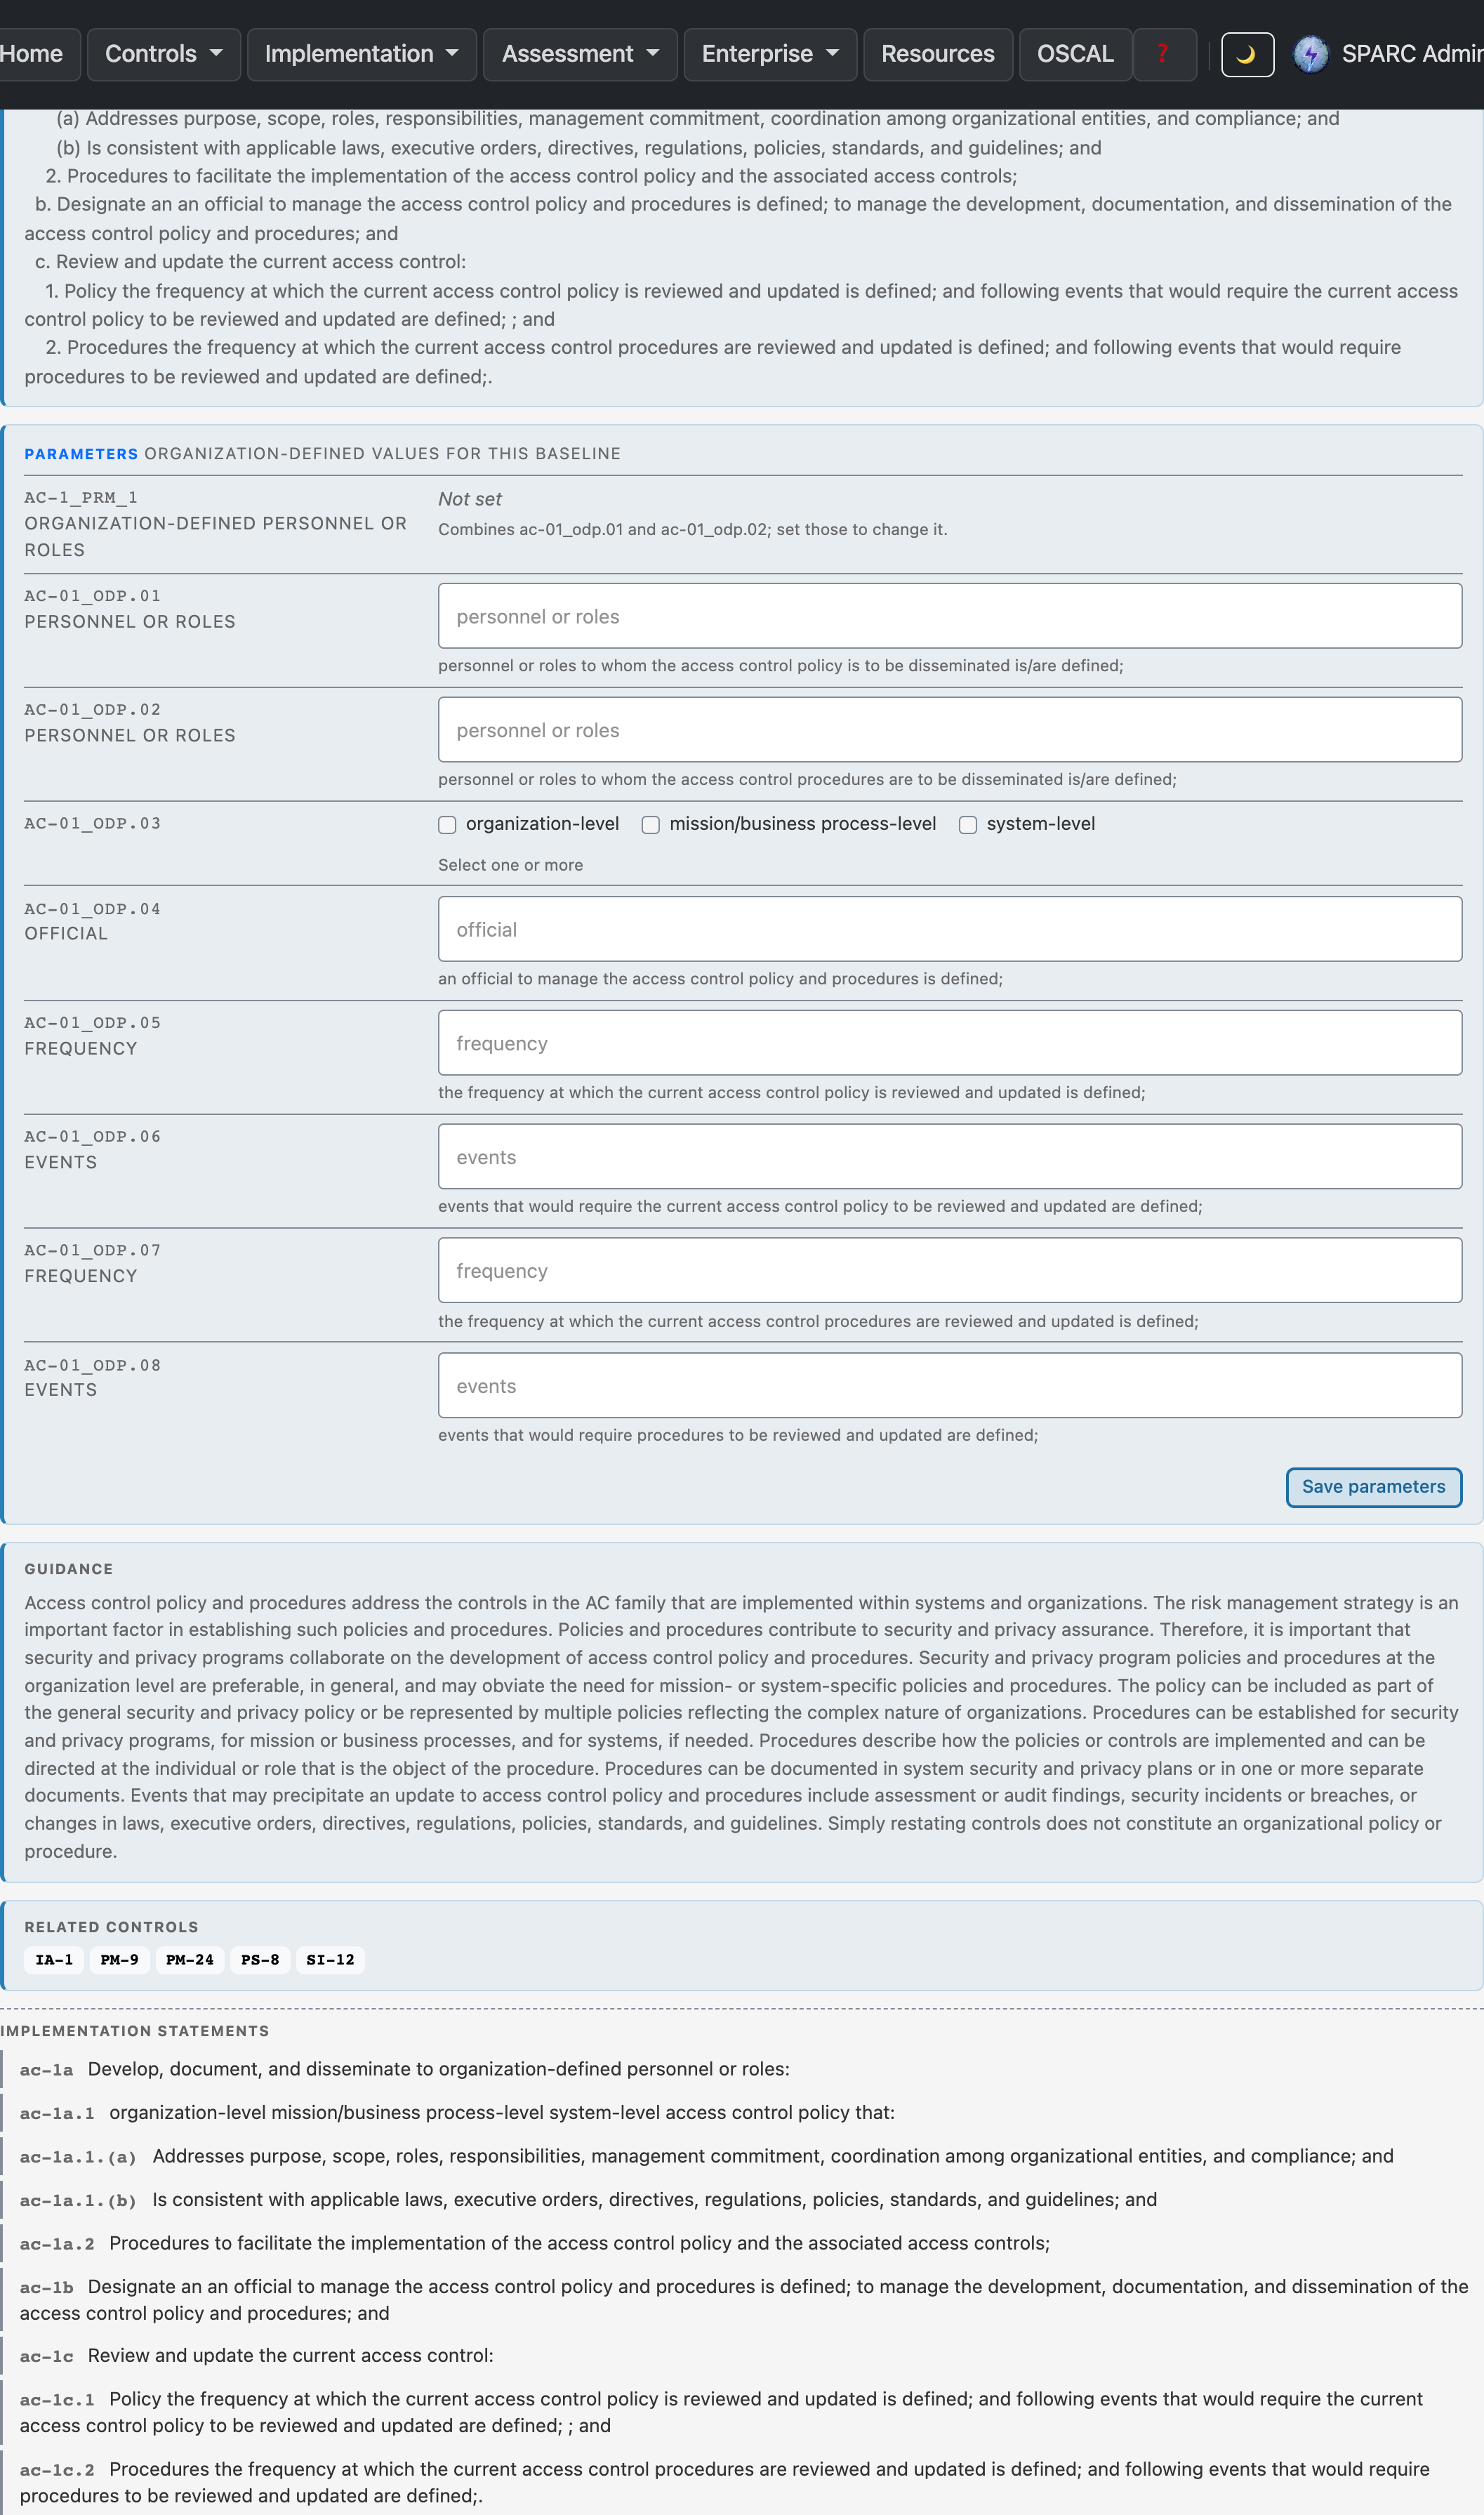 Home Controls Implementation Assessment Enterprise Resources OSCAL ? SPARC Admin
(a) Addresses purpose, scope, roles, responsibilities, management commitment, coordination among organizational entities, and compliance; and
(b) Is consistent with applicable laws, executive orders, directives, regulations, policies, standards, and guidelines; and
2. Procedures to facilitate the implementation of the access control policy and the associated access controls;
b. Designate an an official to manage the access control policy and procedures is defined; to manage the development, documentation, and dissemination of the
access control policy and procedures; and
c. Review and update the current access control:
1. Policy the frequency at which the current access control policy is reviewed and updated is defined; and following events that would require the current access
control policy to be reviewed and updated are defined; ; and
2. Procedures the frequency at which the current access control procedures are reviewed and updated is defined; and following events that would require
procedures to be reviewed and updated are defined;.
PARAMETERS ORGANIZATION-DEFINED VALUES FOR THIS BASELINE
AC-1_PRM_1
ORGANIZATION-DEFINED PERSONNEL OR
ROLES
Not set
Combines ac-01_odp.01 and ac-01_odp.02; set those to change it.
AC-01_ODP.01
PERSONNEL OR ROLES
personnel or roles
personnel or roles to whom the access control policy is to be disseminated is/are defined;
AC-01_ODP.02
PERSONNEL OR ROLES
personnel or roles
personnel or roles to whom the access control procedures are to be disseminated is/are defined;
AC-01_ODP.03
organization-level mission/business process-level system-level
Select one or more
AC-01_ODP.04
OFFICIAL
official
an official to manage the access control policy and procedures is defined;
AC-01_ODP.05
FREQUENCY
frequency
the frequency at which the current access control policy is reviewed and updated is defined;
AC-01_ODP.06
EVENTS
events
events that would require the current access control policy to be reviewed and updated are defined;
AC-01_ODP.07
FREQUENCY
frequency
the frequency at which the current access control procedures are reviewed and updated is defined;
AC-01_ODP.08
EVENTS
events
events that would require procedures to be reviewed and updated are defined;
Save parameters
GUIDANCE
Access control policy and procedures address the controls in the AC family that are implemented within systems and organizations. The risk management strategy is an
important factor in establishing such policies and procedures. Policies and procedures contribute to security and privacy assurance. Therefore, it is important that
security and privacy programs collaborate on the development of access control policy and procedures. Security and privacy program policies and procedures at the
organization level are preferable, in general, and may obviate the need for mission- or system-specific policies and procedures. The policy can be included as part of
the general security and privacy policy or be represented by multiple policies reflecting the complex nature of organizations. Procedures can be established for security
and privacy programs, for mission or business processes, and for systems, if needed. Procedures describe how the policies or controls are implemented and can be
directed at the individual or role that is the object of the procedure. Procedures can be documented in system security and privacy plans or in one or more separate
documents. Events that may precipitate an update to access control policy and procedures include assessment or audit findings, security incidents or breaches, or
changes in laws, executive orders, directives, regulations, policies, standards, and guidelines. Simply restating controls does not constitute an organizational policy or
procedure.
RELATED CONTROLS
IA-1 PM-9 PM-24 PS-8 SI-12
IMPLEMENTATION STATEMENTS
ac-1a Develop, document, and disseminate to organization-defined personnel or roles:
ac-1a.1 organization-level mission/business process-level system-level access control policy that:
ac-1a.1.(a) Addresses purpose, scope, roles, responsibilities, management commitment, coordination among organizational entities, and compliance; and
ac-1a.1.(b) Is consistent with applicable laws, executive orders, directives, regulations, policies, standards, and guidelines; and
ac-1a.2 Procedures to facilitate the implementation of the access control policy and the associated access controls;
ac-1b Designate an an official to manage the access control policy and procedures is defined; to manage the development, documentation, and dissemination of the
access control policy and procedures; and
ac-1c Review and update the current access control:
ac-1c.1 Policy the frequency at which the current access control policy is reviewed and updated is defined; and following events that would require the current
access control policy to be reviewed and updated are defined; ; and
ac-1c.2 Procedures the frequency at which the current access control procedures are reviewed and updated is defined; and following events that would require
procedures to be reviewed and updated are defined;.